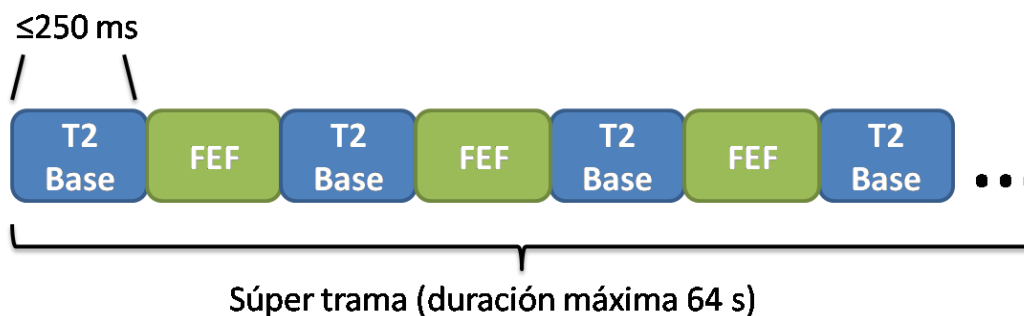 ≤250 ms
T2
Base
FEF
T2
Base
FEF
T2
Base
FEF
T2
Base
...
Súper trama (duración máxima 64 s)